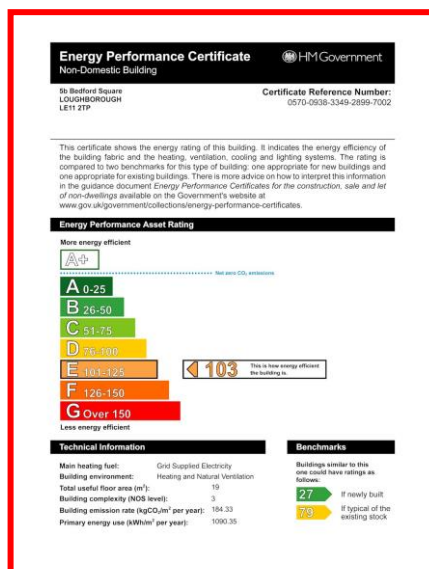 Energy Performance Certificate
Non-Domestic Building
HM Government
5b Bedford Square
LOUGHBOROUGH
LE11 2TP
Certificate Reference Number:
0570-0938-3349-2899-7002
This certificate shows the energy rating of this building. It indicates the energy efficiency of
the building fabric and the heating, ventilation, cooling and lighting systems. The rating is
compared to two benchmarks for this type of building: one appropriate for new buildings and
one appropriate for existing buildings. There is more advice on how to interpret this information
in the guidance document Energy Performance Certificates for the construction, sale and let
of non-dwellings available on the Government's website at
www.gov.uk/government/collections/energy-performance-certificates.
Energy Performance Asset Rating
More energy efficient
A+
Net zero CO₂ emissions
A 0-25
B 26-50
C 51-75
D 76-100
E 101-125
103
This is how energy efficient
the building is.
F 126-150
G Over 150
Less energy efficient
Technical Information
Main heating fuel: Grid Supplied Electricity
Building environment: Heating and Natural Ventilation
Total useful floor area (m²): 19
Building complexity (NOS level): 3
Building emission rate (kgCO₂/m² per year): 184.33
Primary energy use (kWh/m² per year): 1090.35
Benchmarks
Buildings similar to this
one could have ratings as
follows:
27 If newly built
79 If typical of the
existing stock